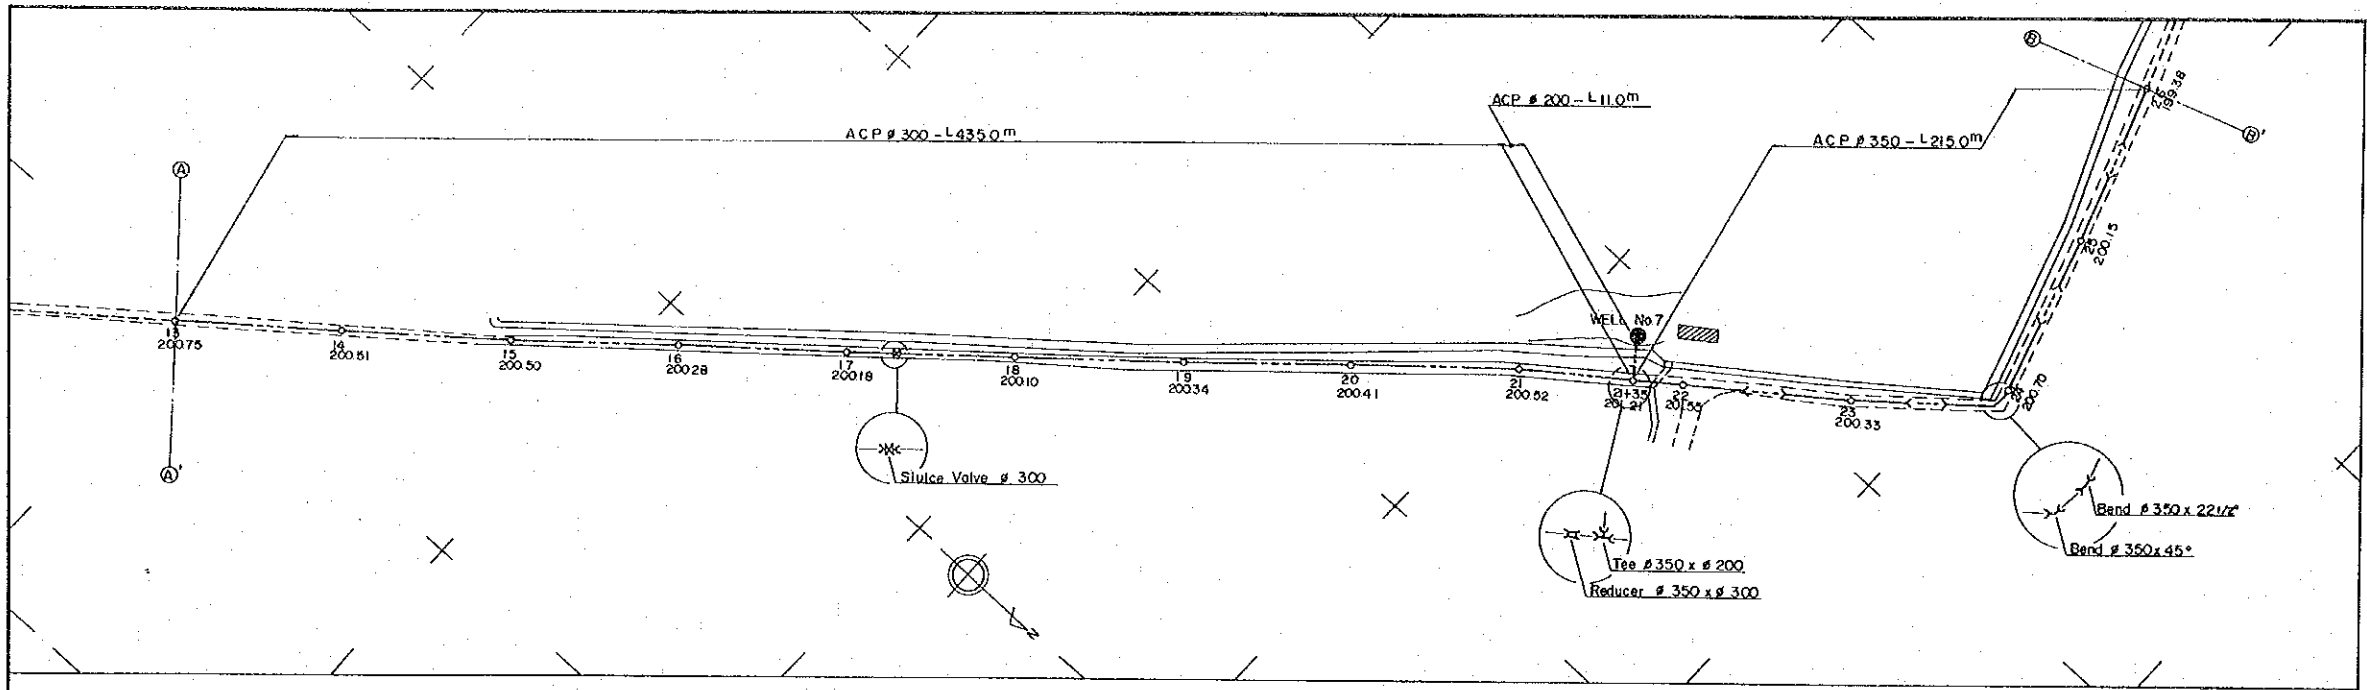 ACP ø 300 - L435.0m
ACP ø 200 - L11.0m
ACP ø 350 - L215.0m
A
A'
B
B'
WELL No.7
13
200.75
14
200.51
15
200.50
16
200.28
17
200.18
18
200.10
19
200.34
20
200.41
21
200.52
21+35
201.21
22
201.55
23
200.33
24
200.70
25
200.15
26
199.38
Sluice Valve ø 300
Tee ø350 x ø 200
Reducer ø 350 x ø 300
Bend ø 350 x 22 1/2°
Bend ø 350 x 45°
N